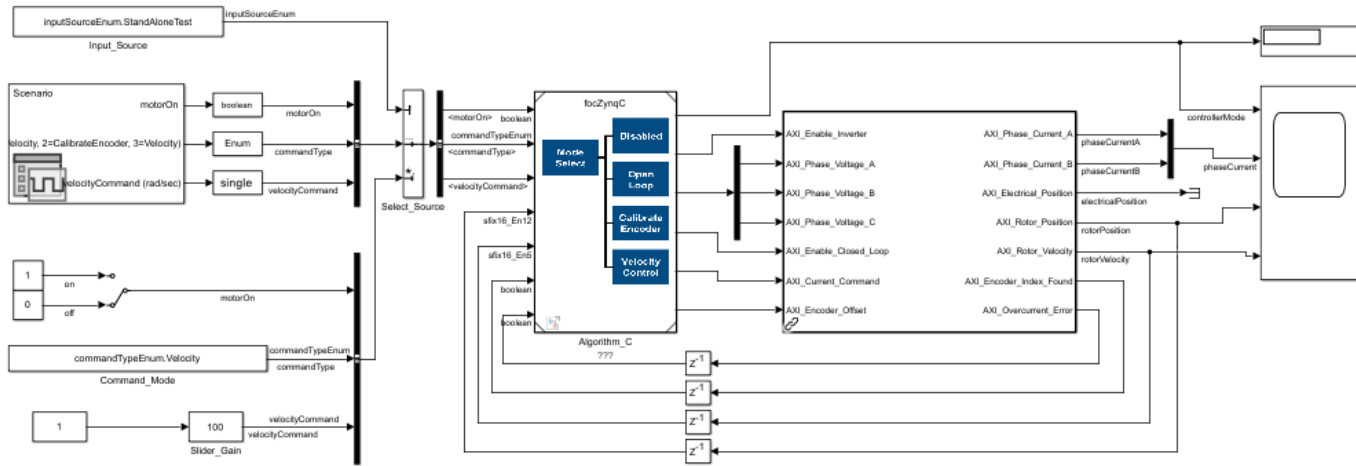 inputSourceEnum.StandAloneTest
inputSourceEnum
Input_Source
Scenario
motorOn
boolean
motorOn
elocity, 2=CalibrateEncoder, 3=Velocity)
Enum
commandType
velocityCommand (rad/sec)
single
velocityCommand
Select_Source
1
on
0
off
motorOn
commandTypeEnum.Velocity
commandTypeEnum
commandType
Command_Mode
1
100
velocityCommand
velocityCommand
Slider_Gain
<motorOn>
boolean
commandTypeEnum
<commandType>
<velocityCommand>
sfix16_En12
sfix16_En5
boolean
boolean
focZynqC
Mode Select
Disabled
Open Loop
Calibrate Encoder
Velocity Control
Algorithm_C
???
AXI_Enable_Inverter
AXI_Phase_Voltage_A
AXI_Phase_Voltage_B
AXI_Phase_Voltage_C
AXI_Enable_Closed_Loop
AXI_Current_Command
AXI_Encoder_Offset
AXI_Phase_Current_A
AXI_Phase_Current_B
AXI_Electrical_Position
AXI_Rotor_Position
AXI_Rotor_Velocity
AXI_Encoder_Index_Found
AXI_Overcurrent_Error
phaseCurrentA
phaseCurrentB
electricalPosition
rotorPosition
rotorVelocity
controllerMode
phaseCurrent
z-1
z-1
z-1
z-1